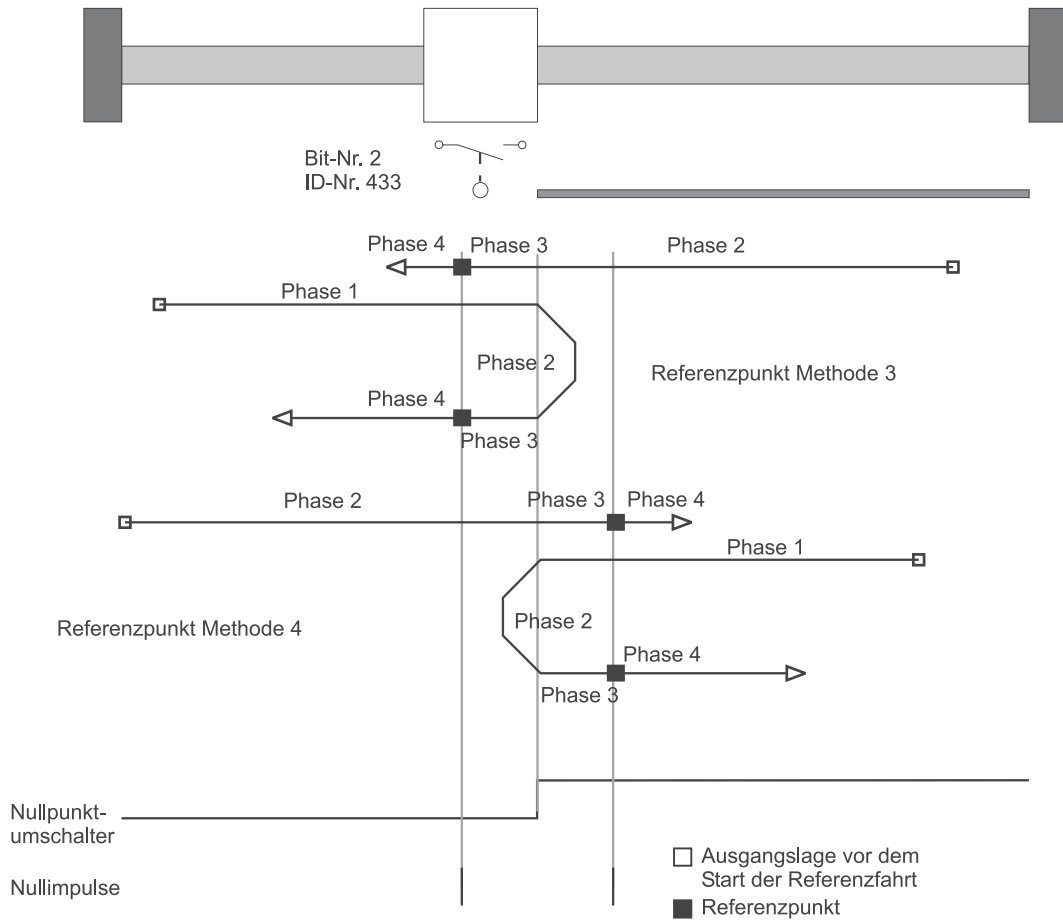 Bit-Nr. 2
ID-Nr. 433
Phase 4 Phase 3 Phase 2
Phase 1
Phase 2
Referenzpunkt Methode 3
Phase 4
Phase 3
Phase 2 Phase 3 Phase 4
Phase 1
Phase 2
Referenzpunkt Methode 4
Phase 4
Phase 3
Nullpunkt-
umschalter
Nullimpulse
Ausgangslage vor dem
Start der Referenzfahrt
Referenzpunkt